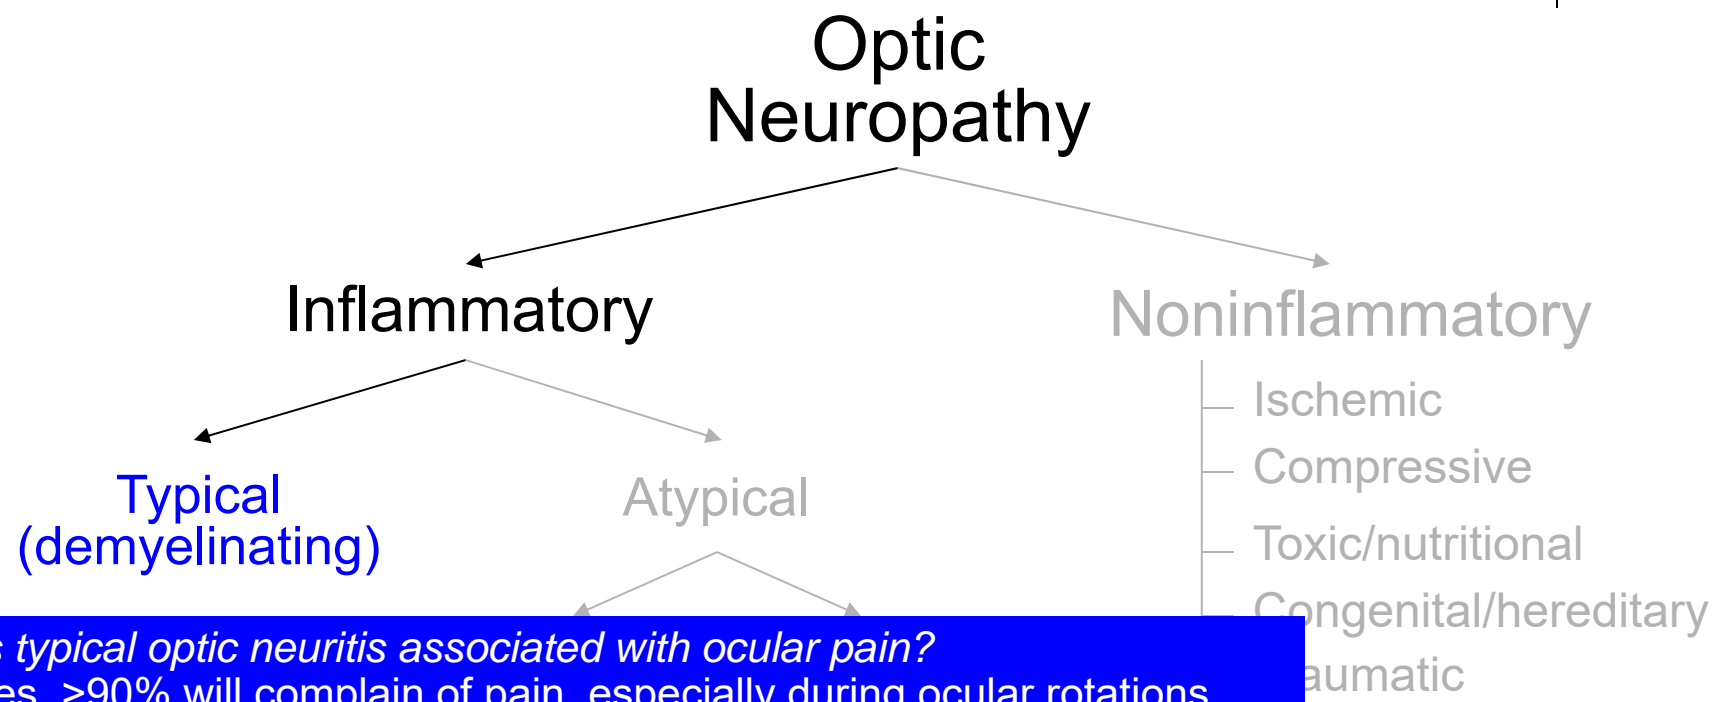 Optic
Neuropathy
Inflammatory
Noninflammatory
Ischemic
Compressive
Typical
(demyelinating)
Atypical
Toxic/nutritional
Congenital/hereditary
typical optic neuritis associated with ocular pain?
>90% will complain of pain, especially during ocular rotations
aumatic